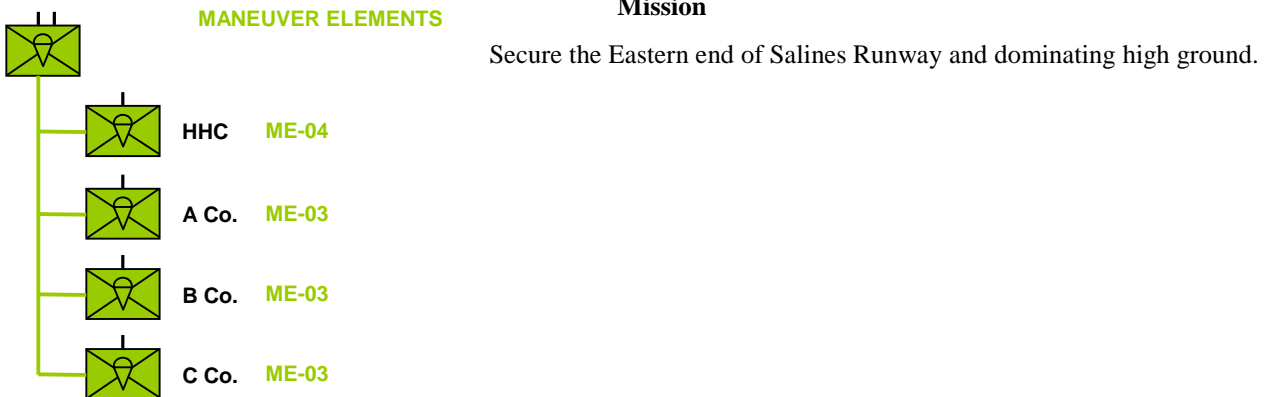 MANEUVER ELEMENTS
Mission
Secure the Eastern end of Salines Runway and dominating high ground.
HHC ME-04
A Co. ME-03
B Co. ME-03
C Co. ME-03